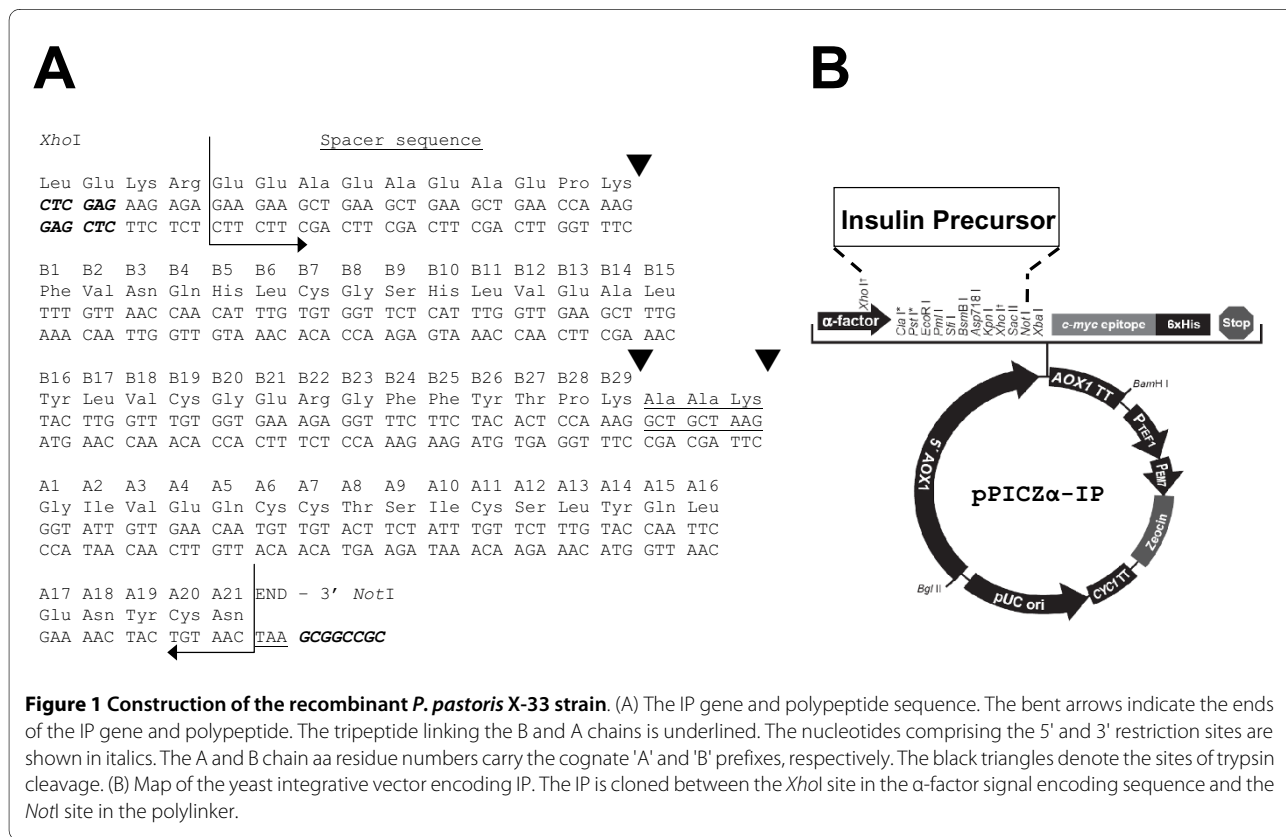 A
XhoI Spacer sequence
Leu Glu Lys Arg Glu Glu Ala Glu Ala Glu Ala Glu Pro Lys
CTC GAG AAG AGA GAA GAA GCT GAA GCT GAA GCT GAA CCA AAG
GAG CTC TTC TCT CTT CTT CGA CTT CGA CTT CGA CTT GGT TTC
B1 B2 B3 B4 B5 B6 B7 B8 B9 B10 B11 B12 B13 B14 B15
Phe Val Asn Gln His Leu Cys Gly Ser His Leu Val Glu Ala Leu
TTT GTT AAC CAA CAT TTG TGT GGT TCT CAT TTG GTT GAA GCT TTG
AAA CAA TTG GTT GTA AAC ACA CCA AGA GTA AAC CAA CTT CGA AAC
B16 B17 B18 B19 B20 B21 B22 B23 B24 B25 B26 B27 B28 B29
Tyr Leu Val Cys Gly Glu Arg Gly Phe Phe Tyr Thr Pro Lys Ala Ala Lys
TAC TTG GTT TGT GGT GAA AGA GGT TTC TTC TAC ACT CCA AAG GCT GCT AAG
ATG AAC CAA ACA CCA CTT TCT CCA AAG AAG ATG TGA GGT TTC CGA CGA TTC
A1 A2 A3 A4 A5 A6 A7 A8 A9 A10 A11 A12 A13 A14 A15 A16
Gly Ile Val Glu Gln Cys Cys Thr Ser Ile Cys Ser Leu Tyr Gln Leu
GGT ATT GTT GAA CAA TGT TGT ACT TCT ATT TGT TCT TTG TAC CAA TTC
CCA TAA CAA CTT GTT ACA ACA TGA AGA TAA ACA AGA AAC ATG GTT AAC
A17 A18 A19 A20 A21 END – 3' NotI
Glu Asn Tyr Cys Asn
GAA AAC TAC TGT AAC TAA GCGGCCGC
B
Insulin Precursor
α-factor
Xho I†
Cla I*
Pst I*
EcoR I
Pml I
Sfi I
BsmB I
Asp718 I
Kpn I
Xho I†
Sac II
Not I
Xba I
c-myc epitope
6xHis
Stop
AOX1 TT
BamH I
PTEF1
PEM7
Zeocin
CYC1 TT
pUC ori
Bgl II
5´ AOX1
pPICZα-IP
Figure 1 Construction of the recombinant P. pastoris X-33 strain. (A) The IP gene and polypeptide sequence. The bent arrows indicate the ends
of the IP gene and polypeptide. The tripeptide linking the B and A chains is underlined. The nucleotides comprising the 5' and 3' restriction sites are
shown in italics. The A and B chain aa residue numbers carry the cognate 'A' and 'B' prefixes, respectively. The black triangles denote the sites of trypsin
cleavage. (B) Map of the yeast integrative vector encoding IP. The IP is cloned between the XhoI site in the α-factor signal encoding sequence and the
NotI site in the polylinker.